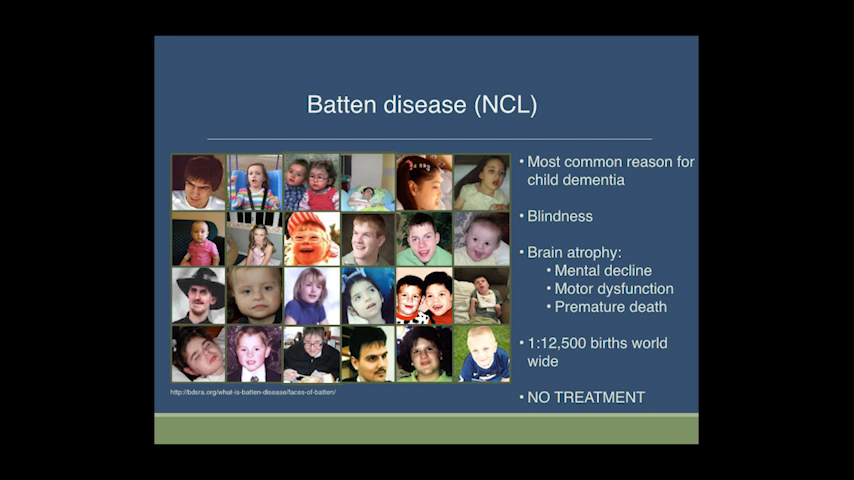 Batten disease (NCL)
• Most common reason for
child dementia
• Blindness
• Brain atrophy:
• Mental decline
• Motor dysfunction
• Premature death
• 1:12,500 births world
wide
• NO TREATMENT
http://bdsra.org/what-is-batten-disease/faces-of-batten/